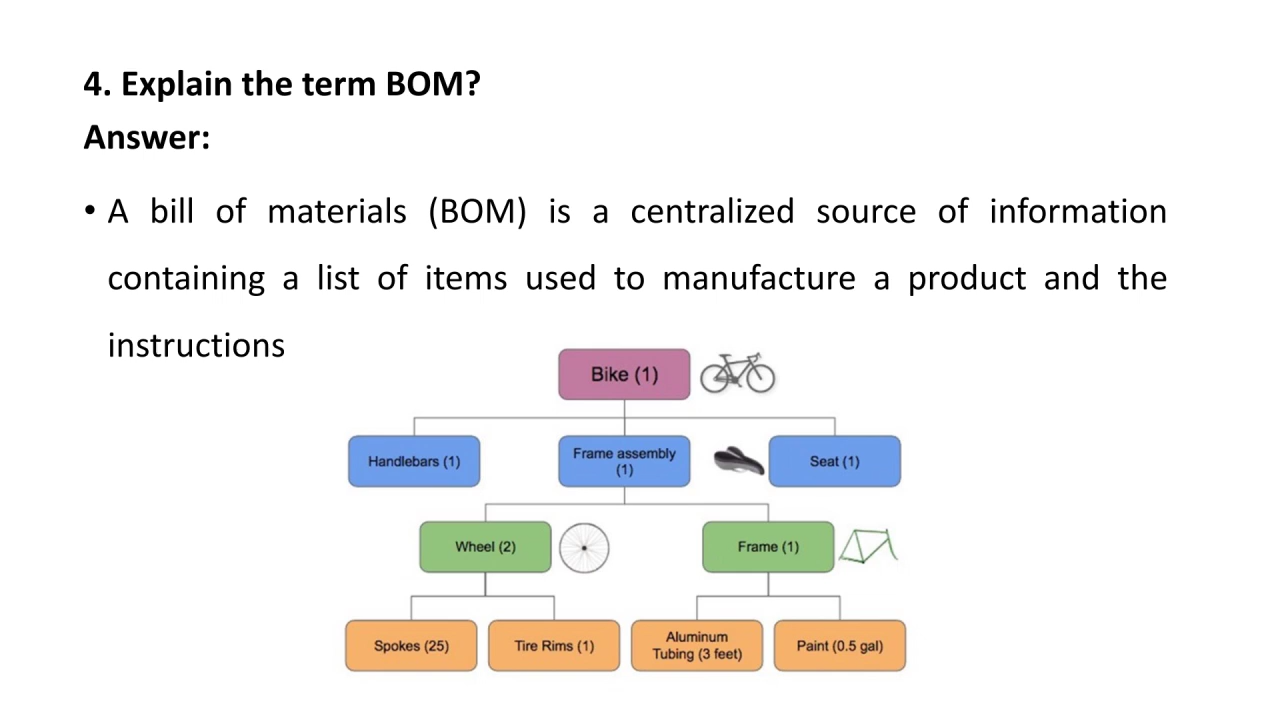 4. Explain the term BOM?
Answer:
• A bill of materials (BOM) is a centralized source of information
containing a list of items used to manufacture a product and the
instructions
Bike (1)
Handlebars (1)
Frame assembly
(1)
Seat (1)
Wheel (2)
Frame (1)
Spokes (25)
Tire Rims (1)
Aluminum
Tubing (3 feet)
Paint (0.5 gal)